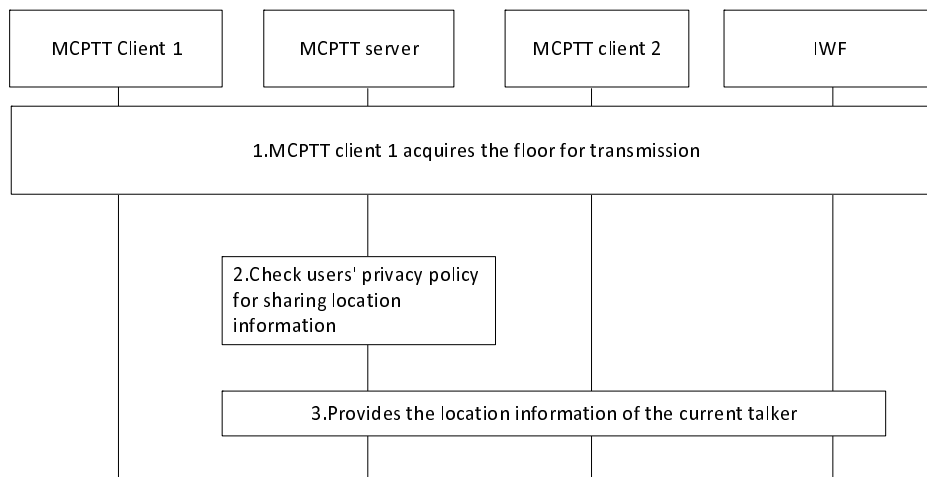 MCPTT Client 1
MCPTT server
MCPTT client 2
IWF
1.MCPTT client 1 acquires the floor for transmission
2.Check users' privacy policy
for sharing location
information
3.Provides the location information of the current talker